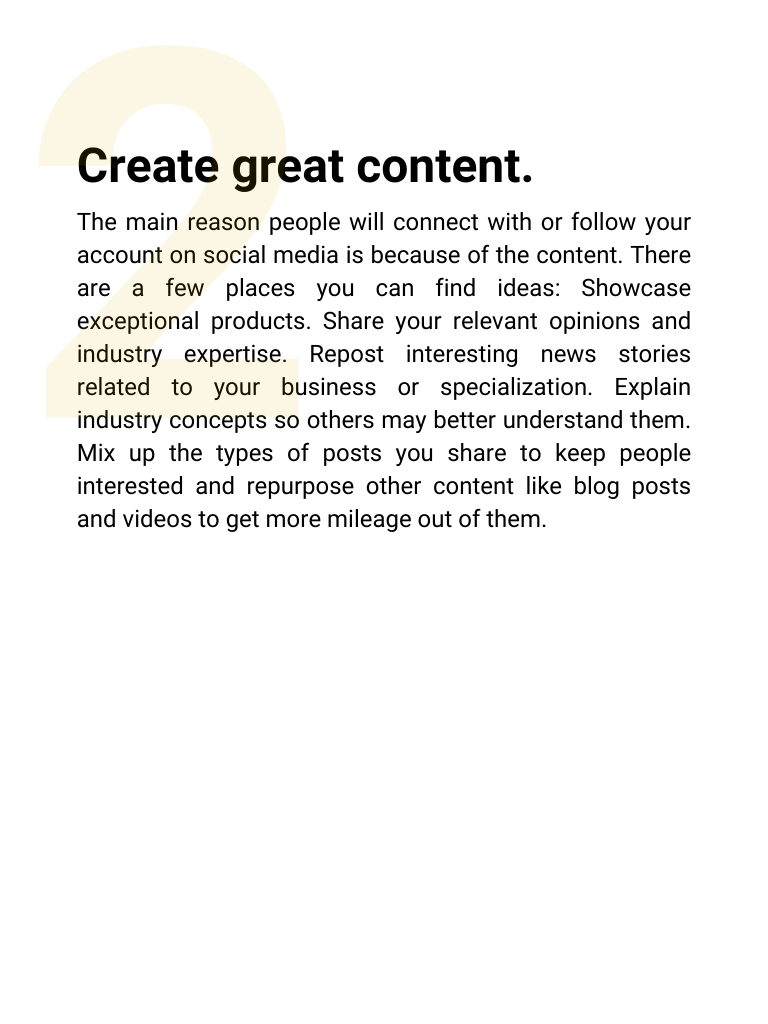 2
Create great content.
The main reason people will connect with or follow your
account on social media is because of the content. There
are a few places you can find ideas: Showcase
exceptional products. Share your relevant opinions and
industry expertise. Repost interesting news stories
related to your business or specialization. Explain
industry concepts so others may better understand them.
Mix up the types of posts you share to keep people
interested and repurpose other content like blog posts
and videos to get more mileage out of them.